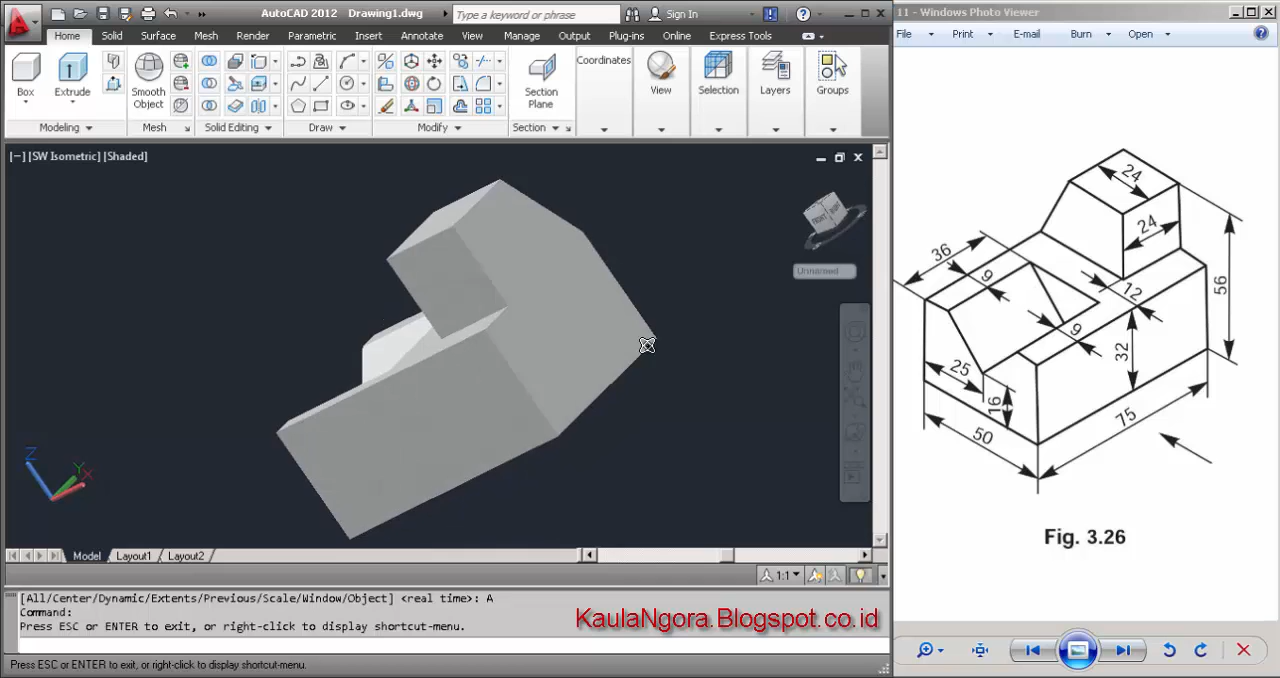 AutoCAD 2012 Drawing1.dwg
Type a keyword or phrase
Sign In
Home Solid Surface Mesh Render Parametric Insert Annotate View Manage Output Plug-ins Online Express Tools
Box
Extrude
Smooth
Object
Section
Plane
Coordinates
View
Selection
Layers
Groups
Modeling
Mesh
Solid Editing
Draw
Modify
Section
[−] [SW Isometric] [Shaded]
FRONT
Unnamed
Z
Y
X
Model Layout1 Layout2
1:1
[All/Center/Dynamic/Extents/Previous/Scale/Window/Object] <real time>: A
Command:
Press ESC or ENTER to exit, or right-click to display shortcut-menu.
KaulaNgora.Blogspot.co.id
Press ESC or ENTER to exit, or right-click to display shortcut-menu.
11 - Windows Photo Viewer
File Print E-mail Burn Open
24
24
36
9
12
56
9
32
25
16
50
75
Fig. 3.26